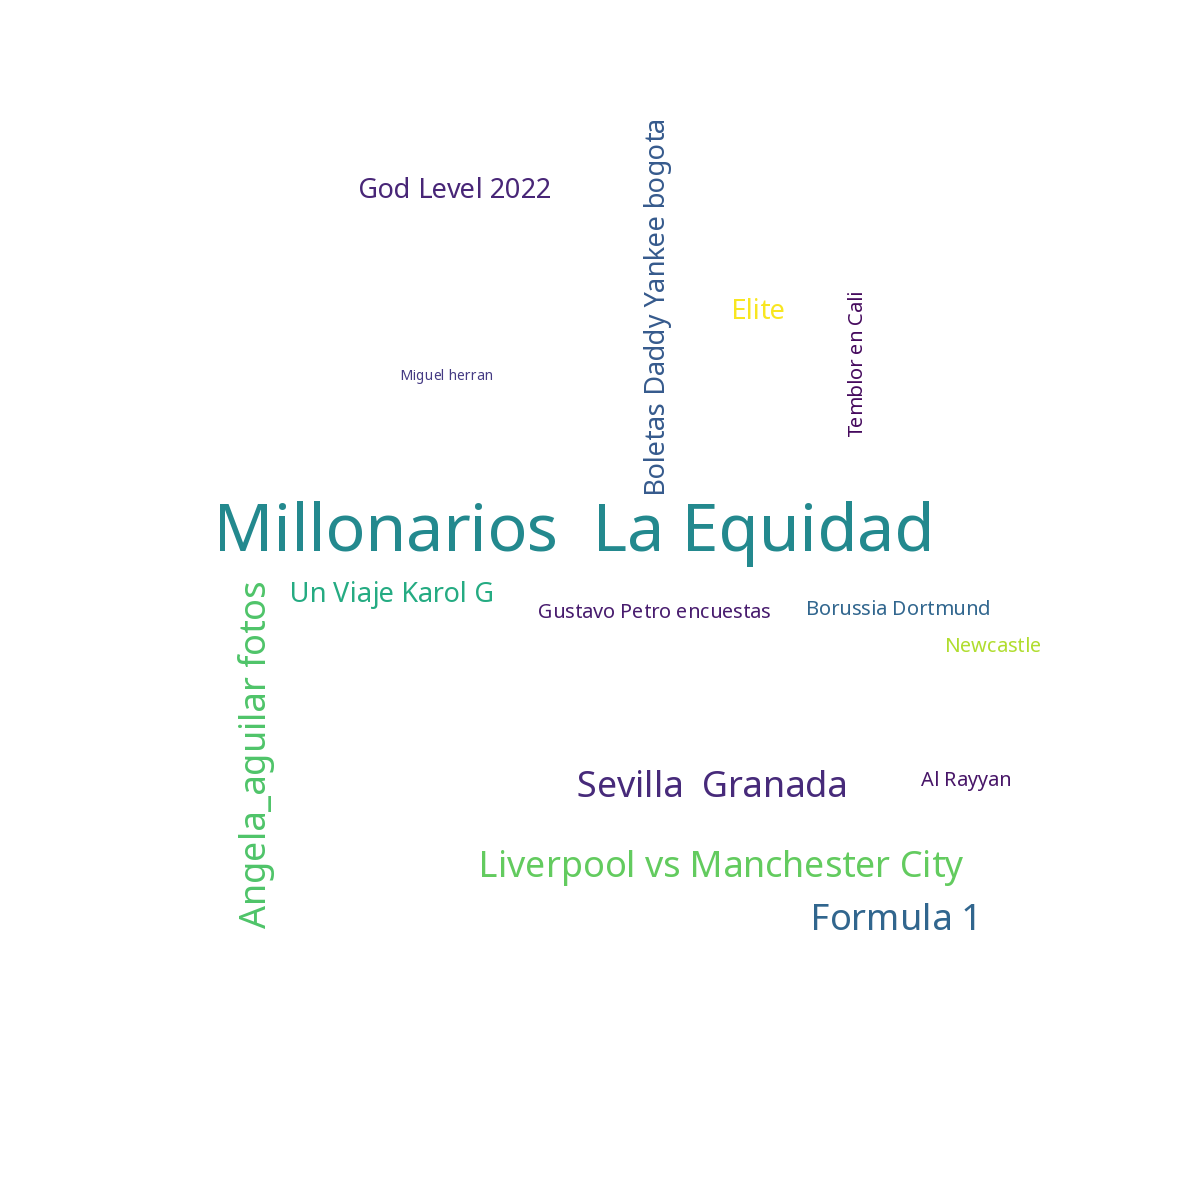 Boletas Daddy Yankee bogota
God Level 2022
Elite
Temblor en Cali
Miguel herran
Millonarios  La Equidad
Angela_aguilar fotos
Un Viaje Karol G
Gustavo Petro encuestas
Borussia Dortmund
Newcastle
Sevilla  Granada
Al Rayyan
Liverpool vs Manchester City
Formula 1